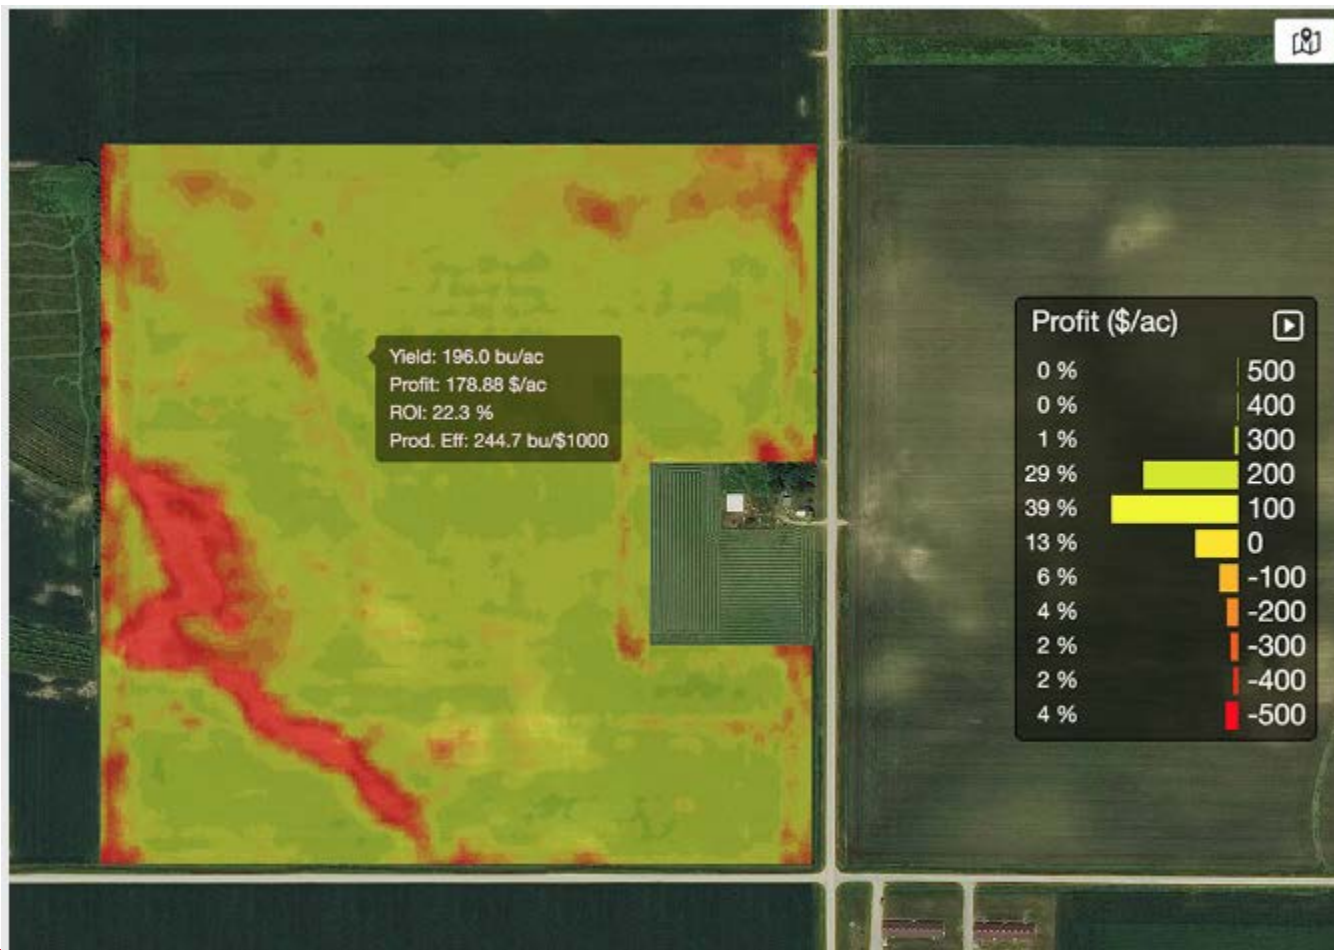 Yield: 196.0 bu/ac
Profit: 178.88 $/ac
ROI: 22.3 %
Prod. Eff: 244.7 bu/$1000
Profit ($/ac)
0 % 500
0 % 400
1 % 300
29 % 200
39 % 100
13 % 0
6 % -100
4 % -200
2 % -300
2 % -400
4 % -500